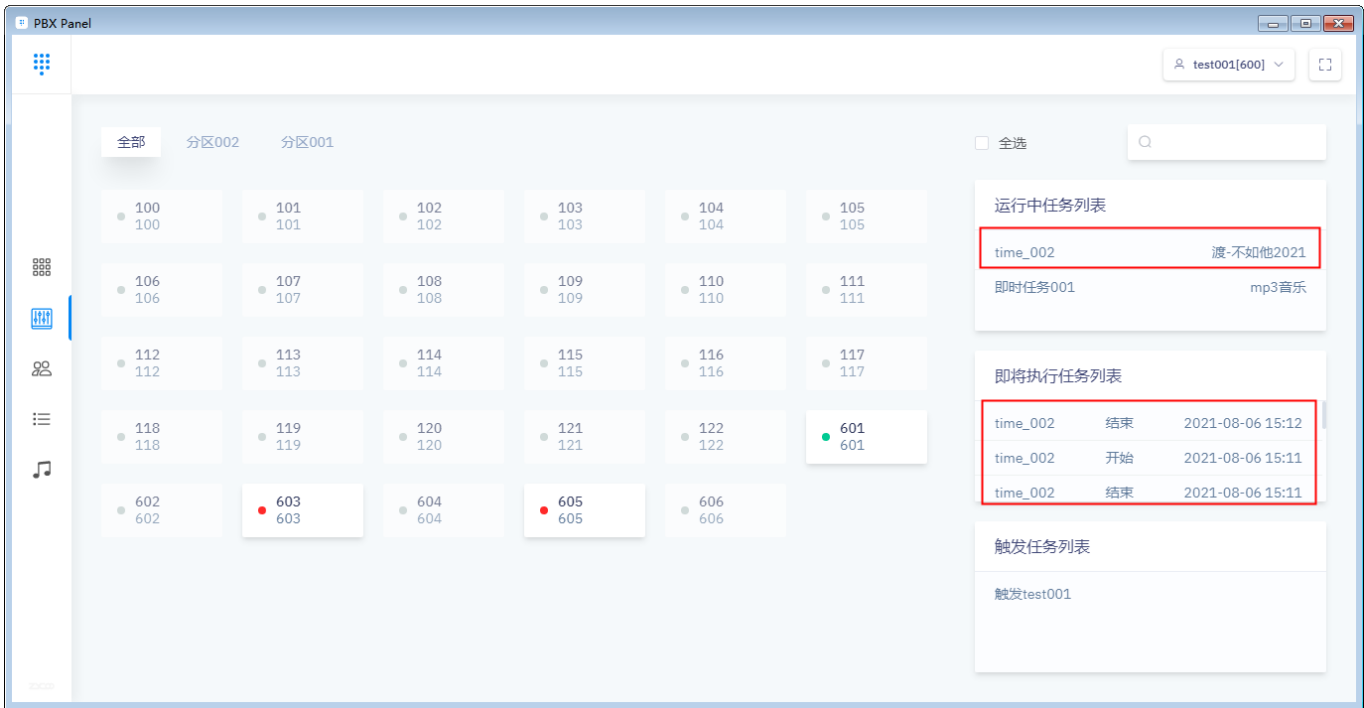 PBX Panel
test001[600]
全部 分区002 分区001
全选
100 101 102 103 104 105
100 101 102 103 104 105
106 107 108 109 110 111
106 107 108 109 110 111
112 113 114 115 116 117
112 113 114 115 116 117
118 119 120 121 122 601
118 119 120 121 122 601
602 603 604 605 606
602 603 604 605 606
运行中任务列表
time_002 渡-不如他2021
即时任务001 mp3音乐
即将执行任务列表
time_002 结束 2021-08-06 15:12
time_002 开始 2021-08-06 15:11
time_002 结束 2021-08-06 15:11
触发任务列表
触发test001